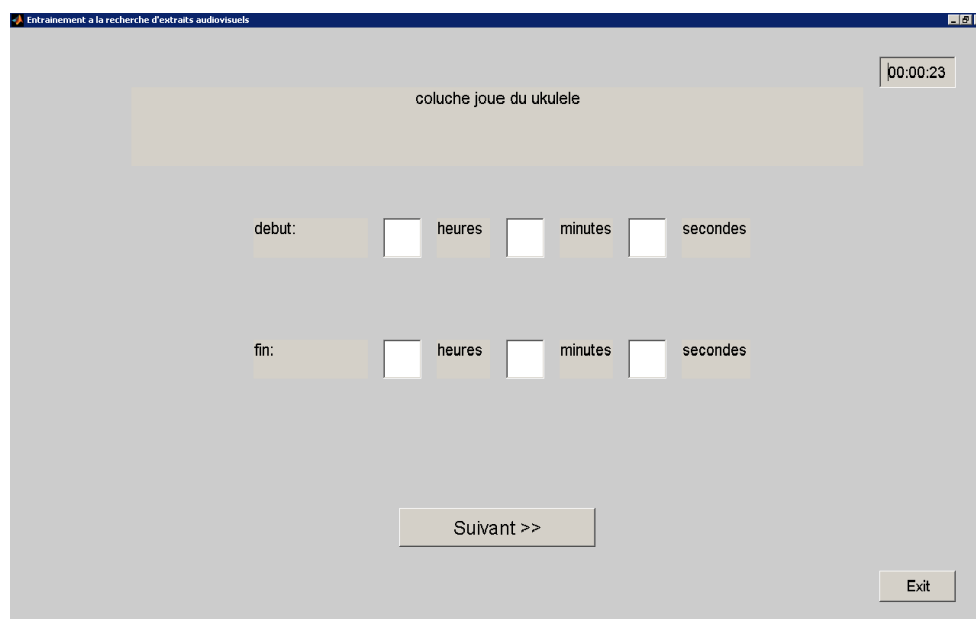 Entrainement a la recherche d'extraits audiovisuels
00:00:23
coluche joue du ukulele
debut: heures minutes secondes
fin: heures minutes secondes
Suivant >>
Exit